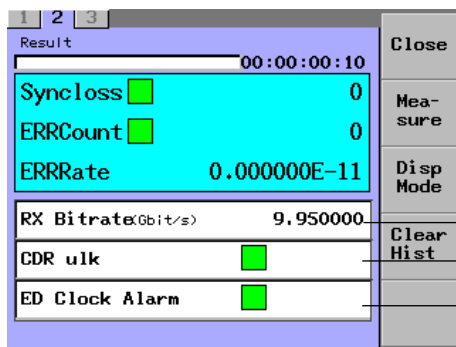 1 2 3
Result
00:00:00:10
Syncloss 0
ERRCount 0
ERRRate 0.000000E-11
RX Bitrate(Gbit/s) 9.950000
CDR ulk
ED Clock Alarm
Close
Mea-
sure
Disp
Mode
Clear
Hist